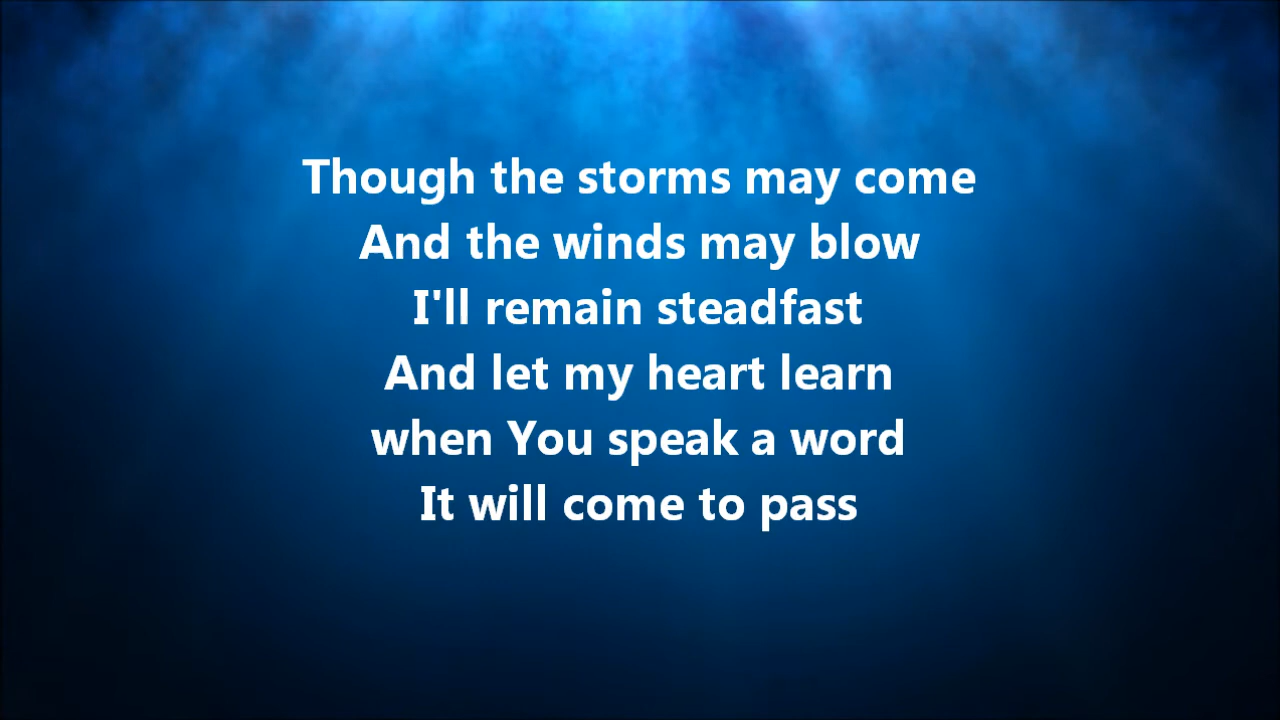 Though the storms may come
And the winds may blow
I'll remain steadfast
And let my heart learn
when You speak a word
It will come to pass